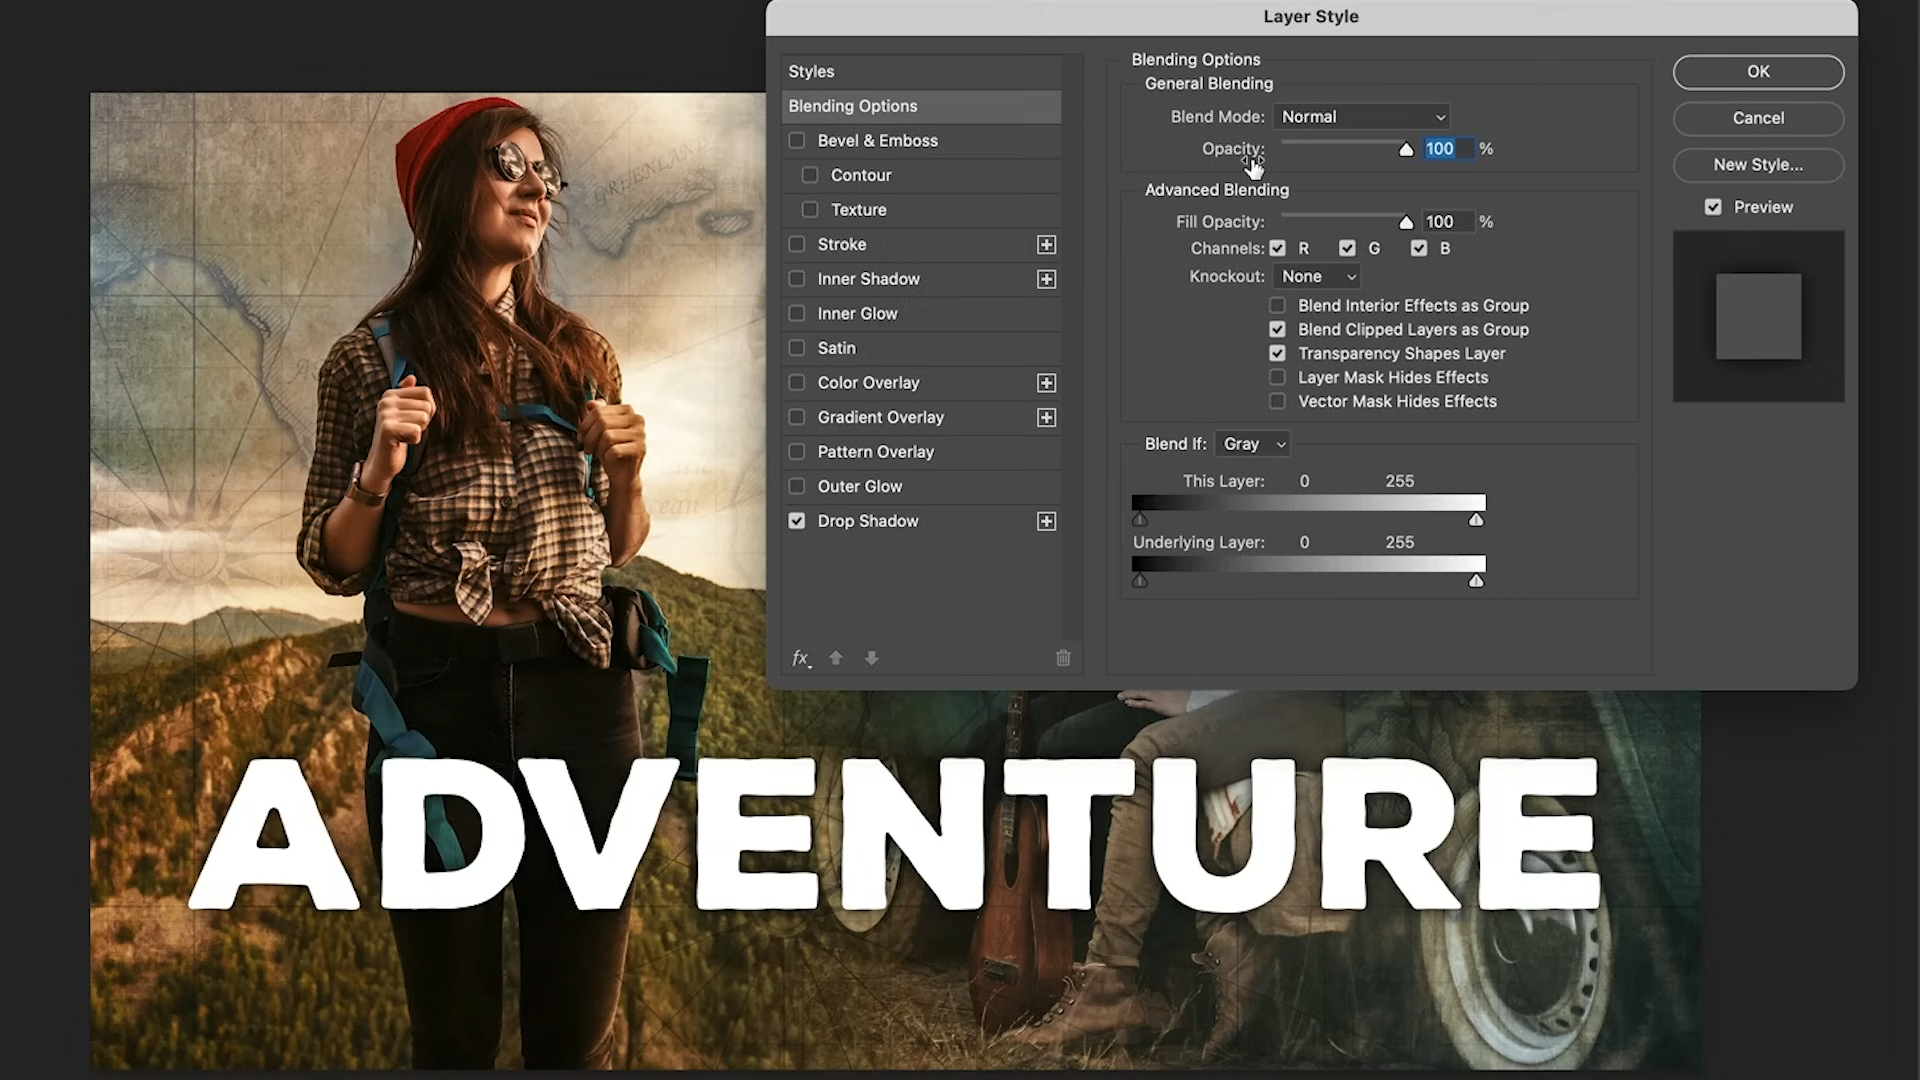 Layer Style
Styles
Blending Options
Bevel & Emboss
Contour
Texture
Stroke
Inner Shadow
Inner Glow
Satin
Color Overlay
Gradient Overlay
Pattern Overlay
Outer Glow
Drop Shadow
fx
Blending Options
General Blending
Blend Mode: Normal
Opacity: 100 %
Advanced Blending
Fill Opacity: 100 %
Channels: R G B
Knockout: None
Blend Interior Effects as Group
Blend Clipped Layers as Group
Transparency Shapes Layer
Layer Mask Hides Effects
Vector Mask Hides Effects
Blend If: Gray
This Layer: 0 255
Underlying Layer: 0 255
OK
Cancel
New Style...
Preview
GREENLAND
ADVENTURE